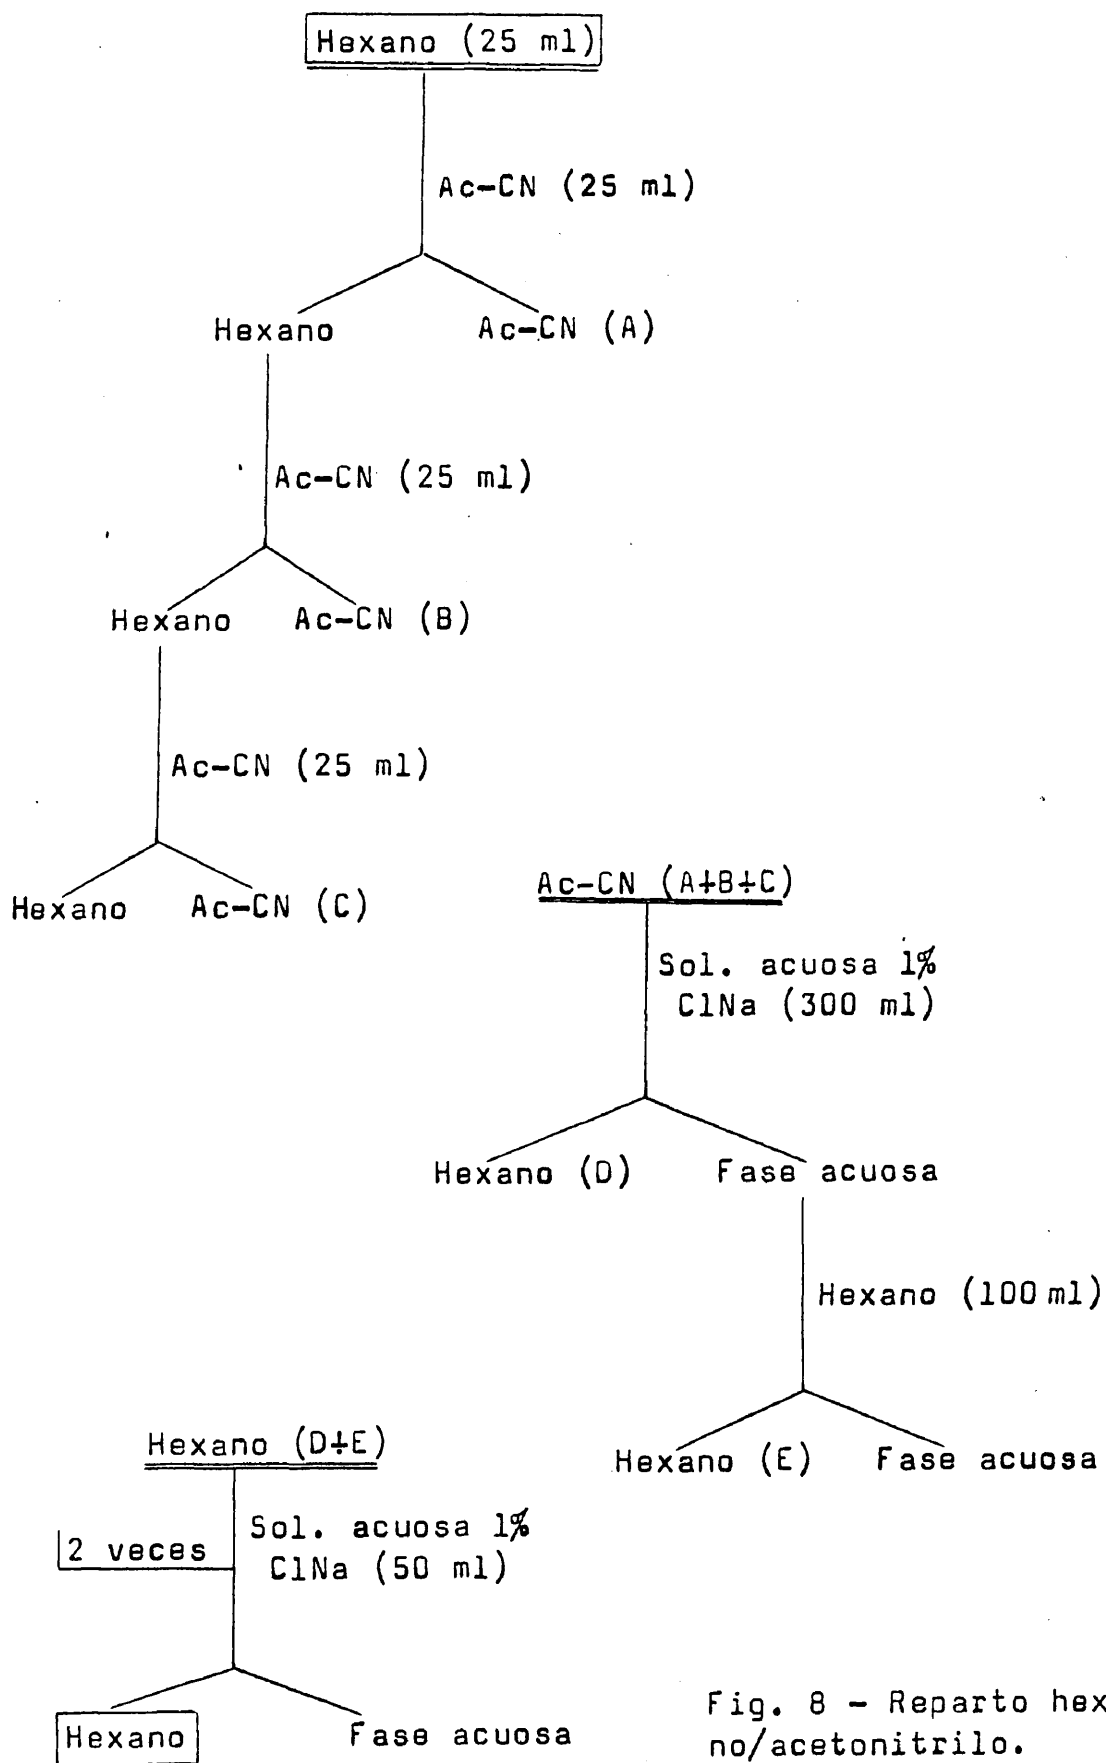 Hexano (25 ml)
Ac-CN (25 ml)
Hexano
Ac-CN (A)
Ac-CN (25 ml)
Hexano
Ac-CN (B)
Ac-CN (25 ml)
Hexano
Ac-CN (C)
Ac-CN (A+B+C)
Sol. acuosa 1%
ClNa (300 ml)
Hexano (D)
Fase acuosa
Hexano (100 ml)
Hexano (E)
Fase acuosa
Hexano (D+E)
2 veces
Sol. acuosa 1%
ClNa (50 ml)
Hexano
Fase acuosa
Fig. 8 - Reparto hex
no/acetonitrilo.